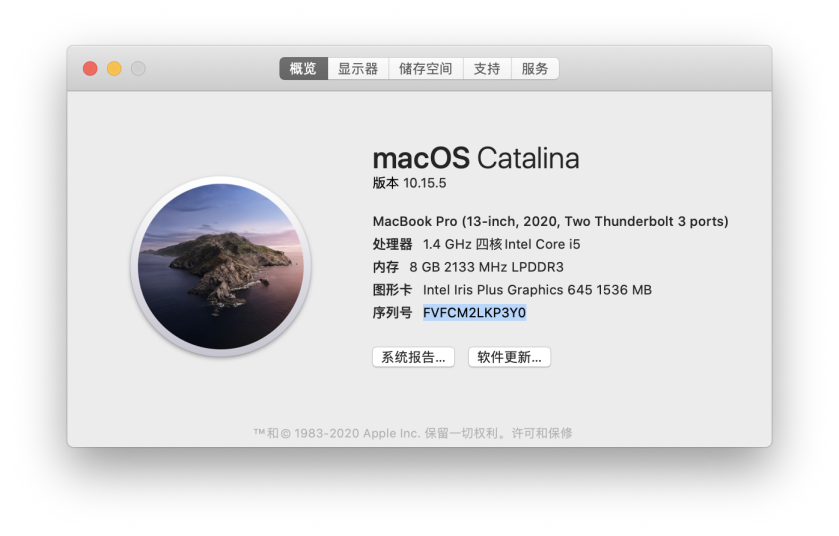 概览 显示器 储存空间 支持 服务
macOS Catalina
版本 10.15.5
MacBook Pro (13-inch, 2020, Two Thunderbolt 3 ports)
处理器 1.4 GHz 四核Intel Core i5
内存 8 GB 2133 MHz LPDDR3
图形卡 Intel Iris Plus Graphics 645 1536 MB
序列号 FVFCM2LKP3Y0
系统报告... 软件更新...
™和© 1983-2020 Apple Inc. 保留一切权利。许可和保修